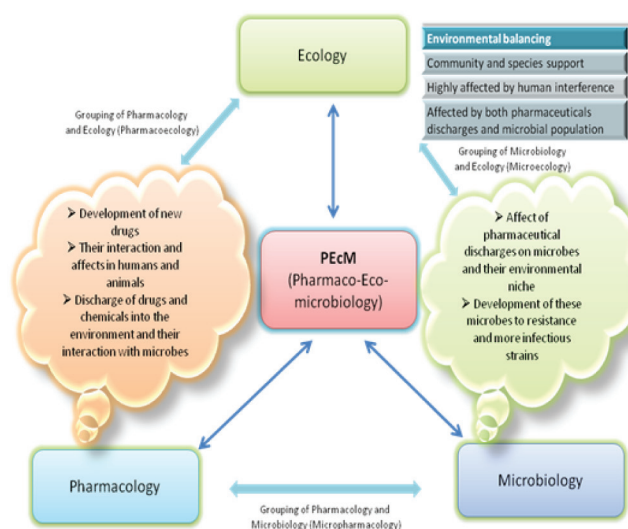 Ecology
Environmental balancing
Community and species support
Highly affected by human interference
Affected by both pharmaceuticals
discharges and microbial population
Grouping of Pharmacology
and Ecology (Pharmacoecology)
Grouping of Microbiology
and Ecology (Microecology)
➢ Development of new
drugs
➢ Their interaction and
affects in humans and
animals
➢ Discharge of drugs and
chemicals into the
environment and their
interaction with microbes
PEcM
(Pharmaco-Eco-
microbiology)
➢ Affect of
pharmaceutical
discharges on microbes
and their environmental
niche
➢ Development of these
microbes to resistance
and more infectious
strains
Pharmacology
Microbiology
Grouping of Pharmacology and
Microbiology (Micropharmacology)